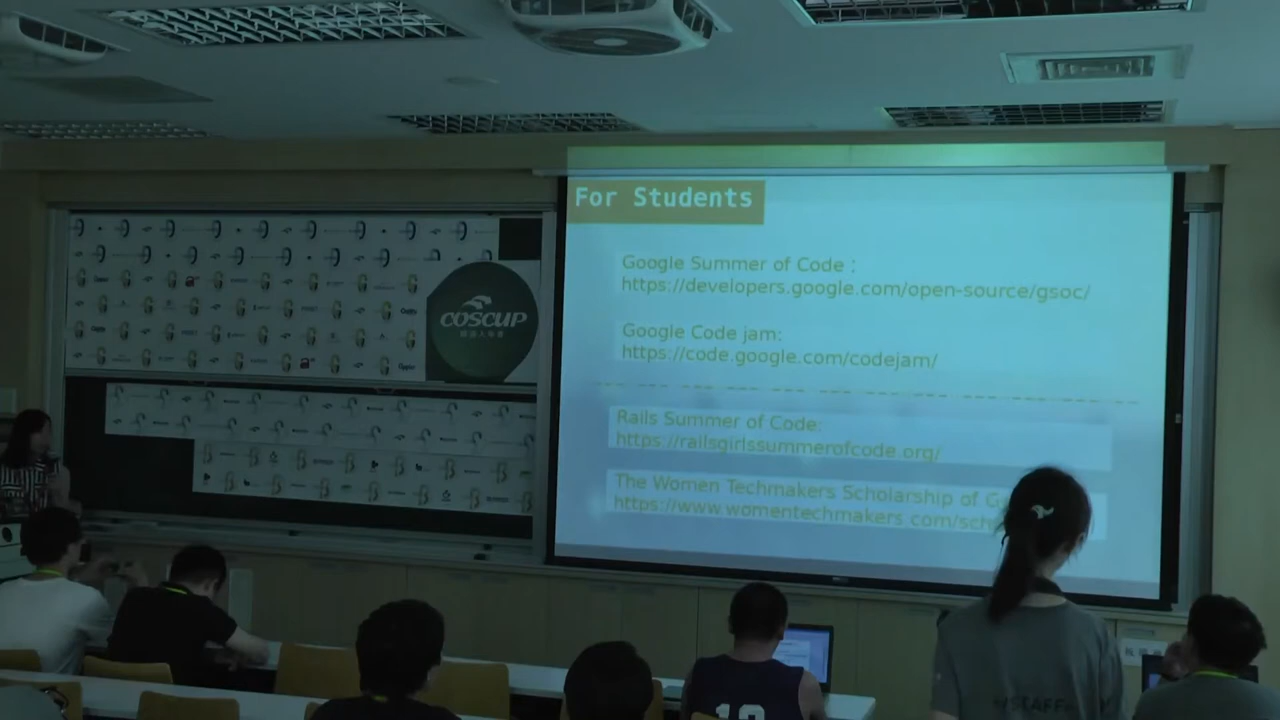 For Students
Google Summer of Code :
https://developers.google.com/open-source/gsoc/
Google Code jam:
https://code.google.com/codejam/
Rails Summer of Code:
https://railsgirlssummerofcode.org/
The Women Techmakers Scholarship of
https://www.womentechmakers.com/sch
COSCUP
STAFF